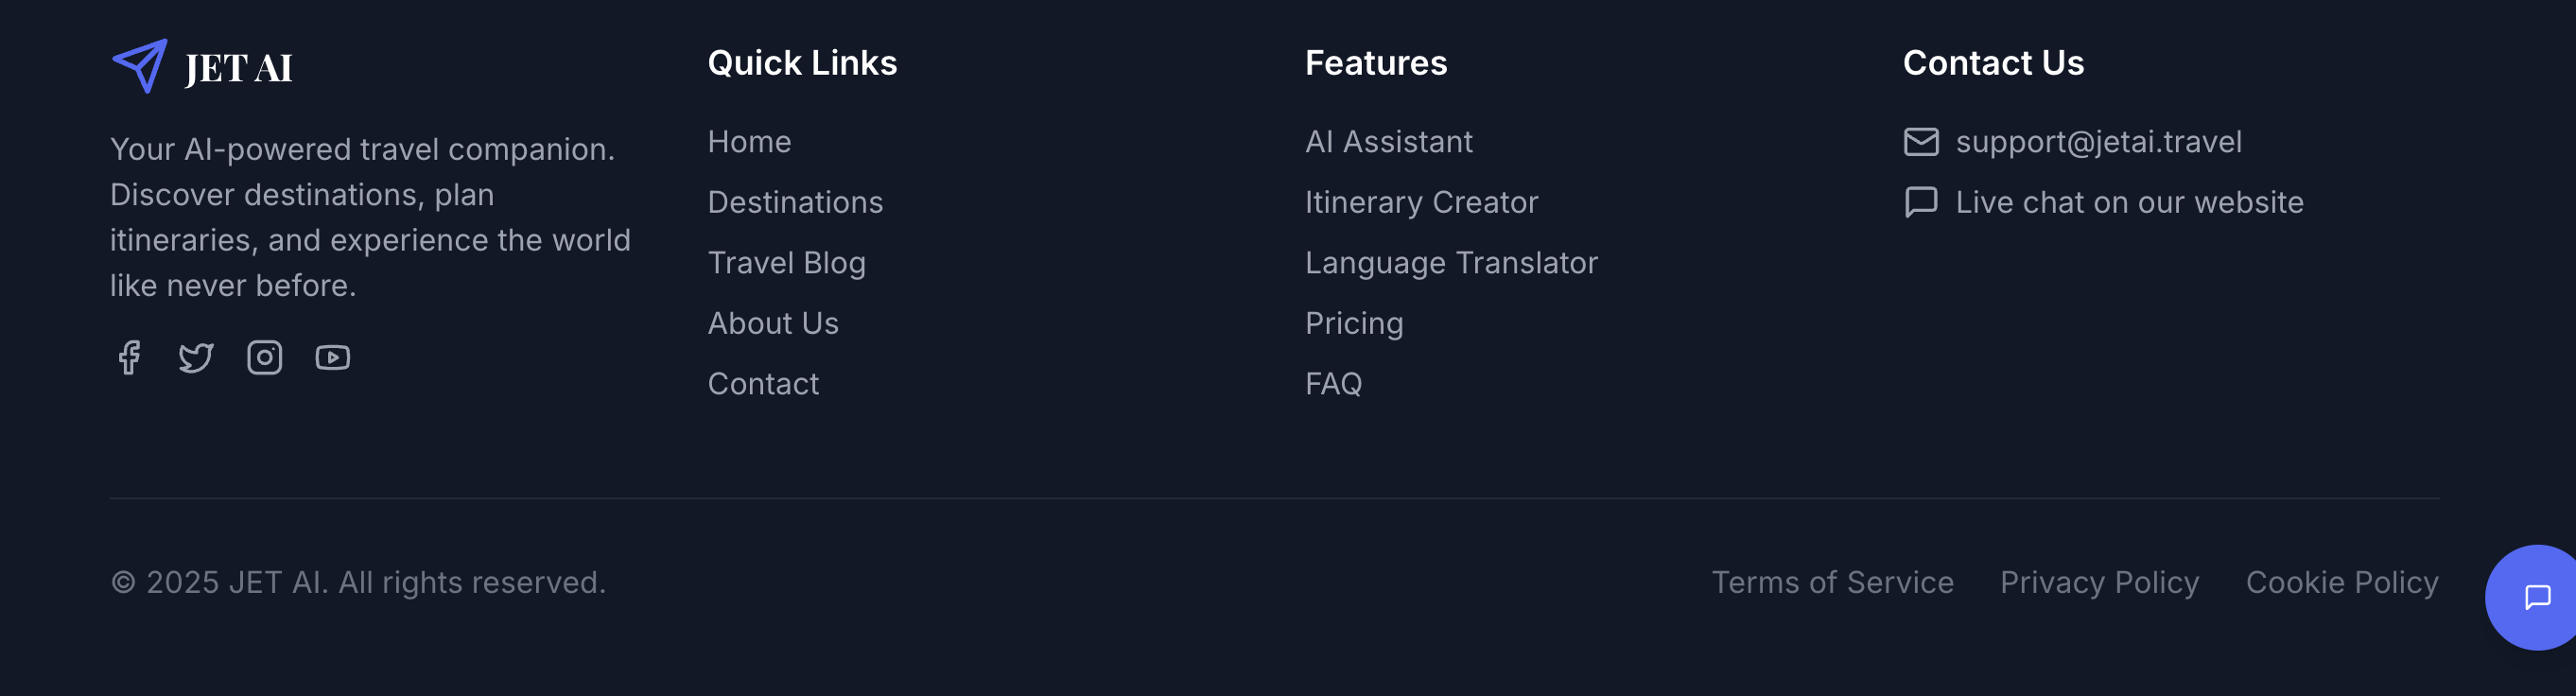 JET AI
Your AI-powered travel companion.
Discover destinations, plan
itineraries, and experience the world
like never before.
Quick Links
Home
Destinations
Travel Blog
About Us
Contact
Features
AI Assistant
Itinerary Creator
Language Translator
Pricing
FAQ
Contact Us
support@jetai.travel
Live chat on our website
© 2025 JET AI. All rights reserved.
Terms of Service
Privacy Policy
Cookie Policy